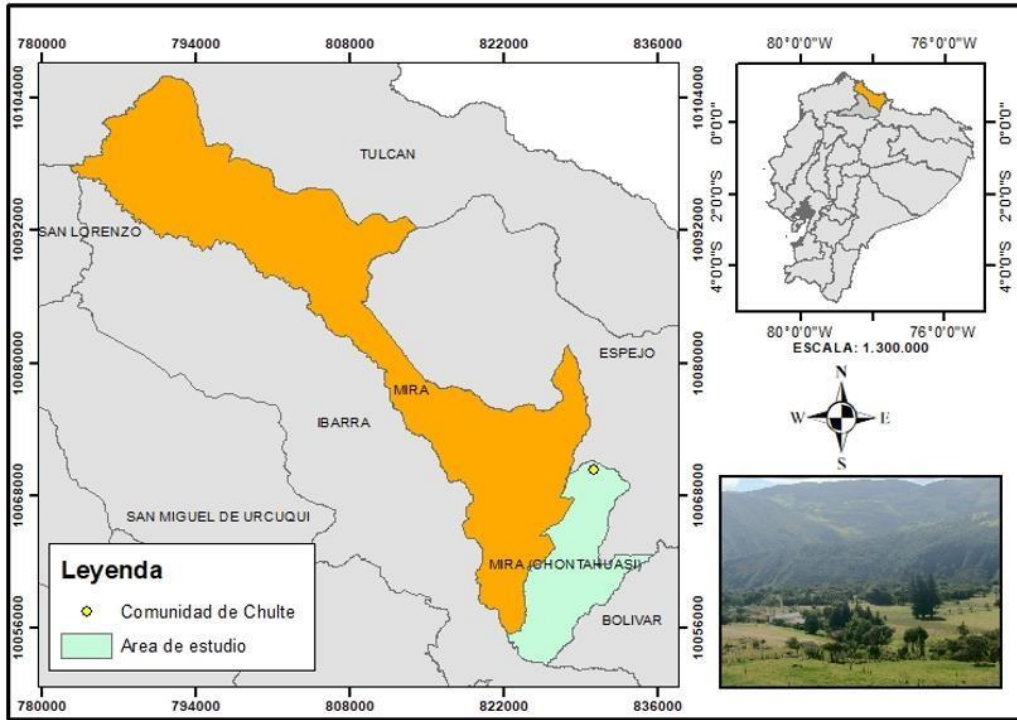 780000 794000 808000 822000 836000
10104000
10092000
10080000
10068000
10056000
TULCAN
SAN LORENZO
ESPEJO
MIRA
IBARRA
SAN MIGUEL DE URCUQUI
MIRA (CHONTAHUASI)
BOLIVAR
Leyenda
Comunidad de Chulte
Area de estudio
780000 794000 808000 822000 836000
10104000
10092000
10080000
10068000
10056000
80°0'0"W 76°0'0"W
0°0'0"
2°0'0"S
4°0'0"S
0°0'0"
2°0'0"S
4°0'0"S
80°0'0"W 76°0'0"W
ESCALA: 1.300.000
N
W E
S